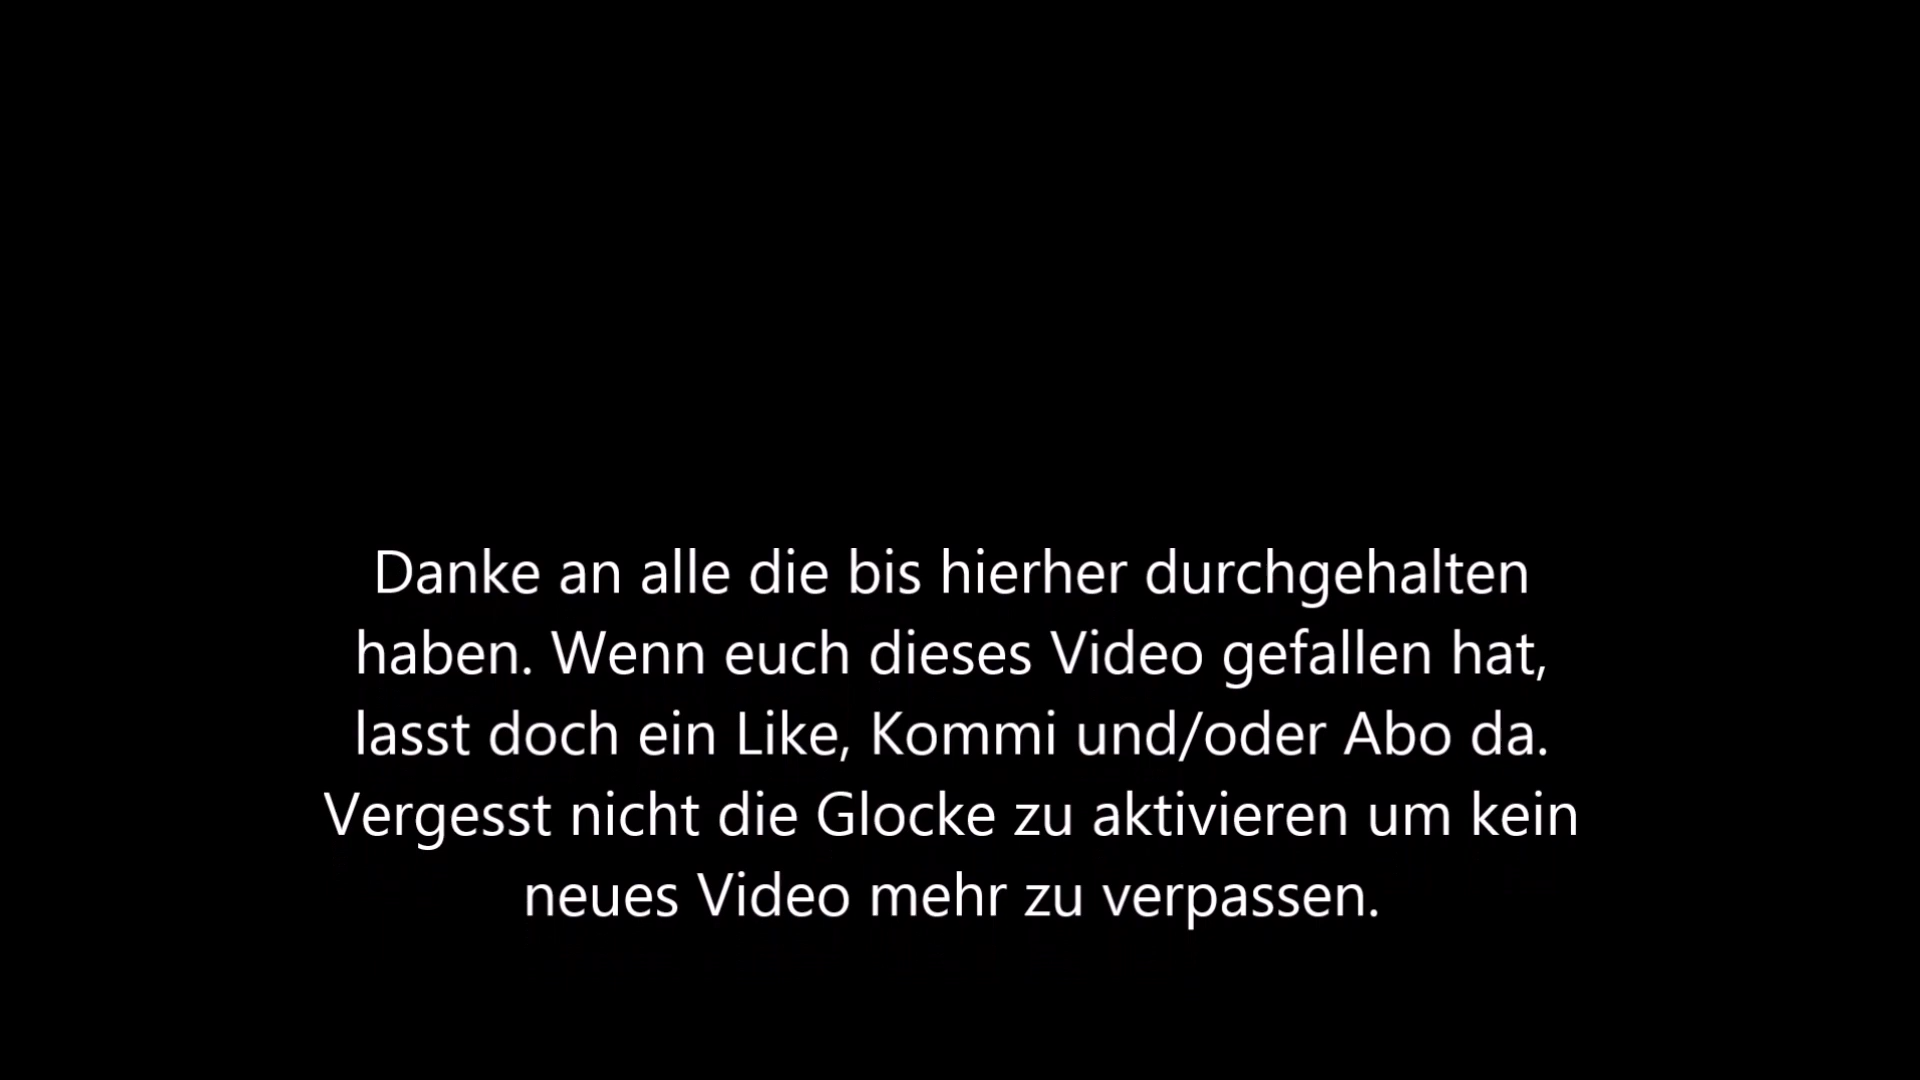 Danke an alle die bis hierher durchgehalten
haben. Wenn euch dieses Video gefallen hat,
lasst doch ein Like, Kommi und/oder Abo da.
Vergesst nicht die Glocke zu aktivieren um kein
neues Video mehr zu verpassen.